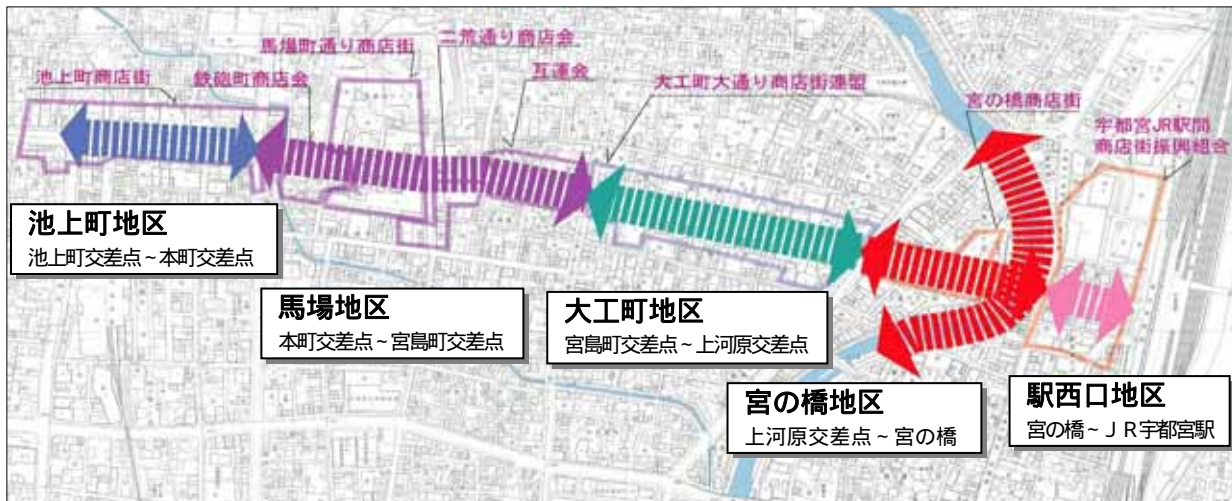 馬場町通り商店街
二荒通り商店会
池上町商店街
鉄砲町商店会
互運会
大工町大通り商店街連盟
宮の橋商店街
宇都宮JR駅間
商店街振興組合
池上町地区
池上町交差点~本町交差点
馬場地区
本町交差点~宮島町交差点
大工町地区
宮島町交差点~上河原交差点
宮の橋地区
上河原交差点~宮の橋
駅西口地区
宮の橋~JR宇都宮駅